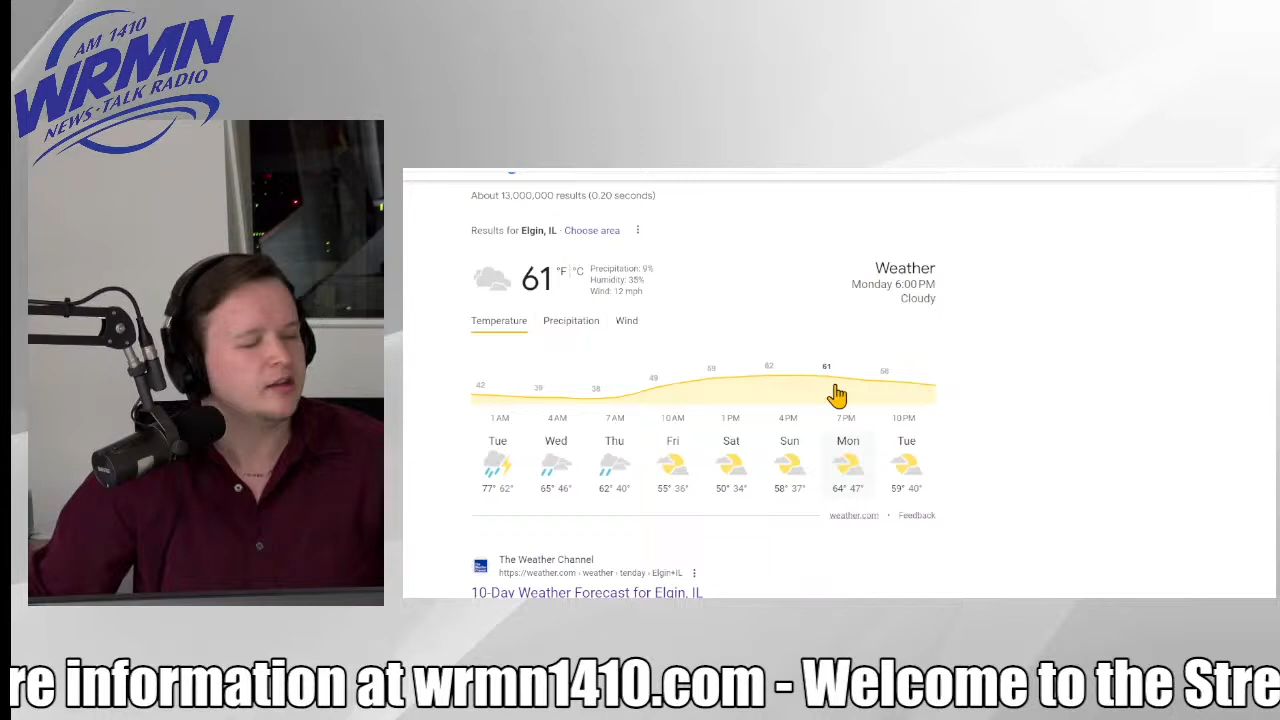 AM 1410
WRMN
NEWS·TALK RADIO
About 13,000,000 results (0.20 seconds)
Results for Elgin, IL · Choose area
61 °F | °C
Precipitation: 9%
Humidity: 35%
Wind: 12 mph
Weather
Monday 6:00 PM
Cloudy
Temperature Precipitation Wind
42 39 38 49 59 62 61 58
1 AM 4 AM 7 AM 10 AM 1 PM 4 PM 7 PM 10 PM
Tue Wed Thu Fri Sat Sun Mon Tue
77° 62° 65° 46° 62° 40° 55° 36° 50° 34° 58° 37° 64° 47° 59° 40°
weather.com • Feedback
The Weather Channel
https://weather.com › weather › tenday › Elgin+IL
10-Day Weather Forecast for Elgin, IL
re information at wrmn1410.com - Welcome to the Stre